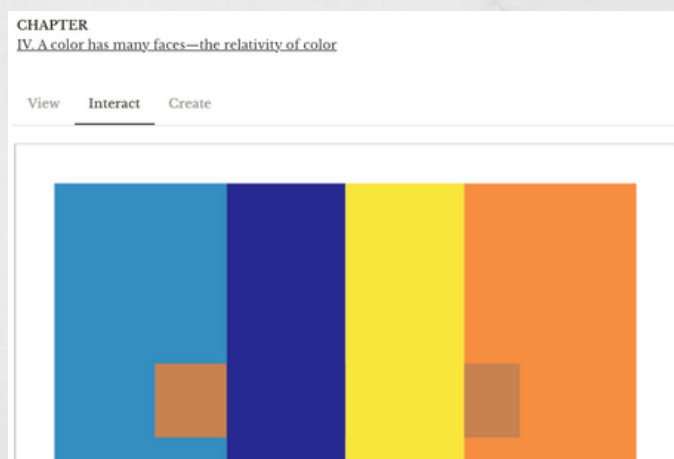 CHAPTER
IV. A color has many faces—the relativity of color
View Interact Create